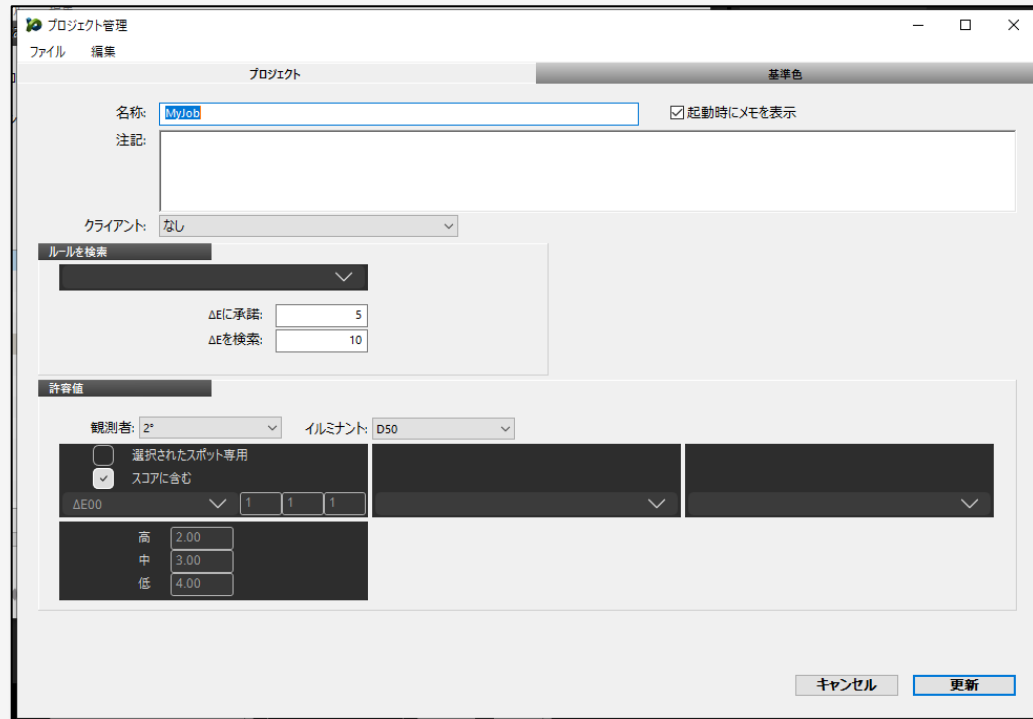 プロジェクト管理
ファイル 編集
プロジェクト 基準色
名称: MyJob 起動時にメモを表示
注記:
クライアント: なし
ルールを検索
ΔEに承諾: 5
ΔEを検索: 10
許容値
観測者: 2° イルミナント: D50
選択されたスポット専用
スコアに含む
ΔE00 1 1 1
高 2.00
中 3.00
低 4.00
キャンセル 更新